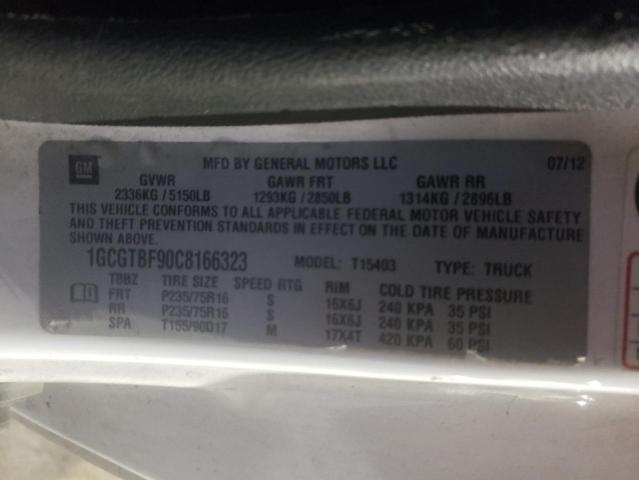 GM MFD BY GENERAL MOTORS LLC 07/12
GVWR GAWR FRT GAWR RR
2336KG / 5150LB 1293KG / 2850LB 1314KG / 2896LB
THIS VEHICLE CONFORMS TO ALL APPLICABLE FEDERAL MOTOR VEHICLE SAFETY
AND THEFT PREVENTION STANDARDS IN EFFECT ON THE DATE OF MANUFACTURE
1GCGTBF90C8166323 MODEL: T15403 TYPE: TRUCK
TBBZ TIRE SIZE SPEED RTG RIM COLD TIRE PRESSURE
FRT P235/75R16 S 16X6J 240 KPA 35 PSI
RR P235/75R16 S 16X6J 240 KPA 35 PSI
SPA T155/90D17 M 17X4T 420 KPA 60 PSI